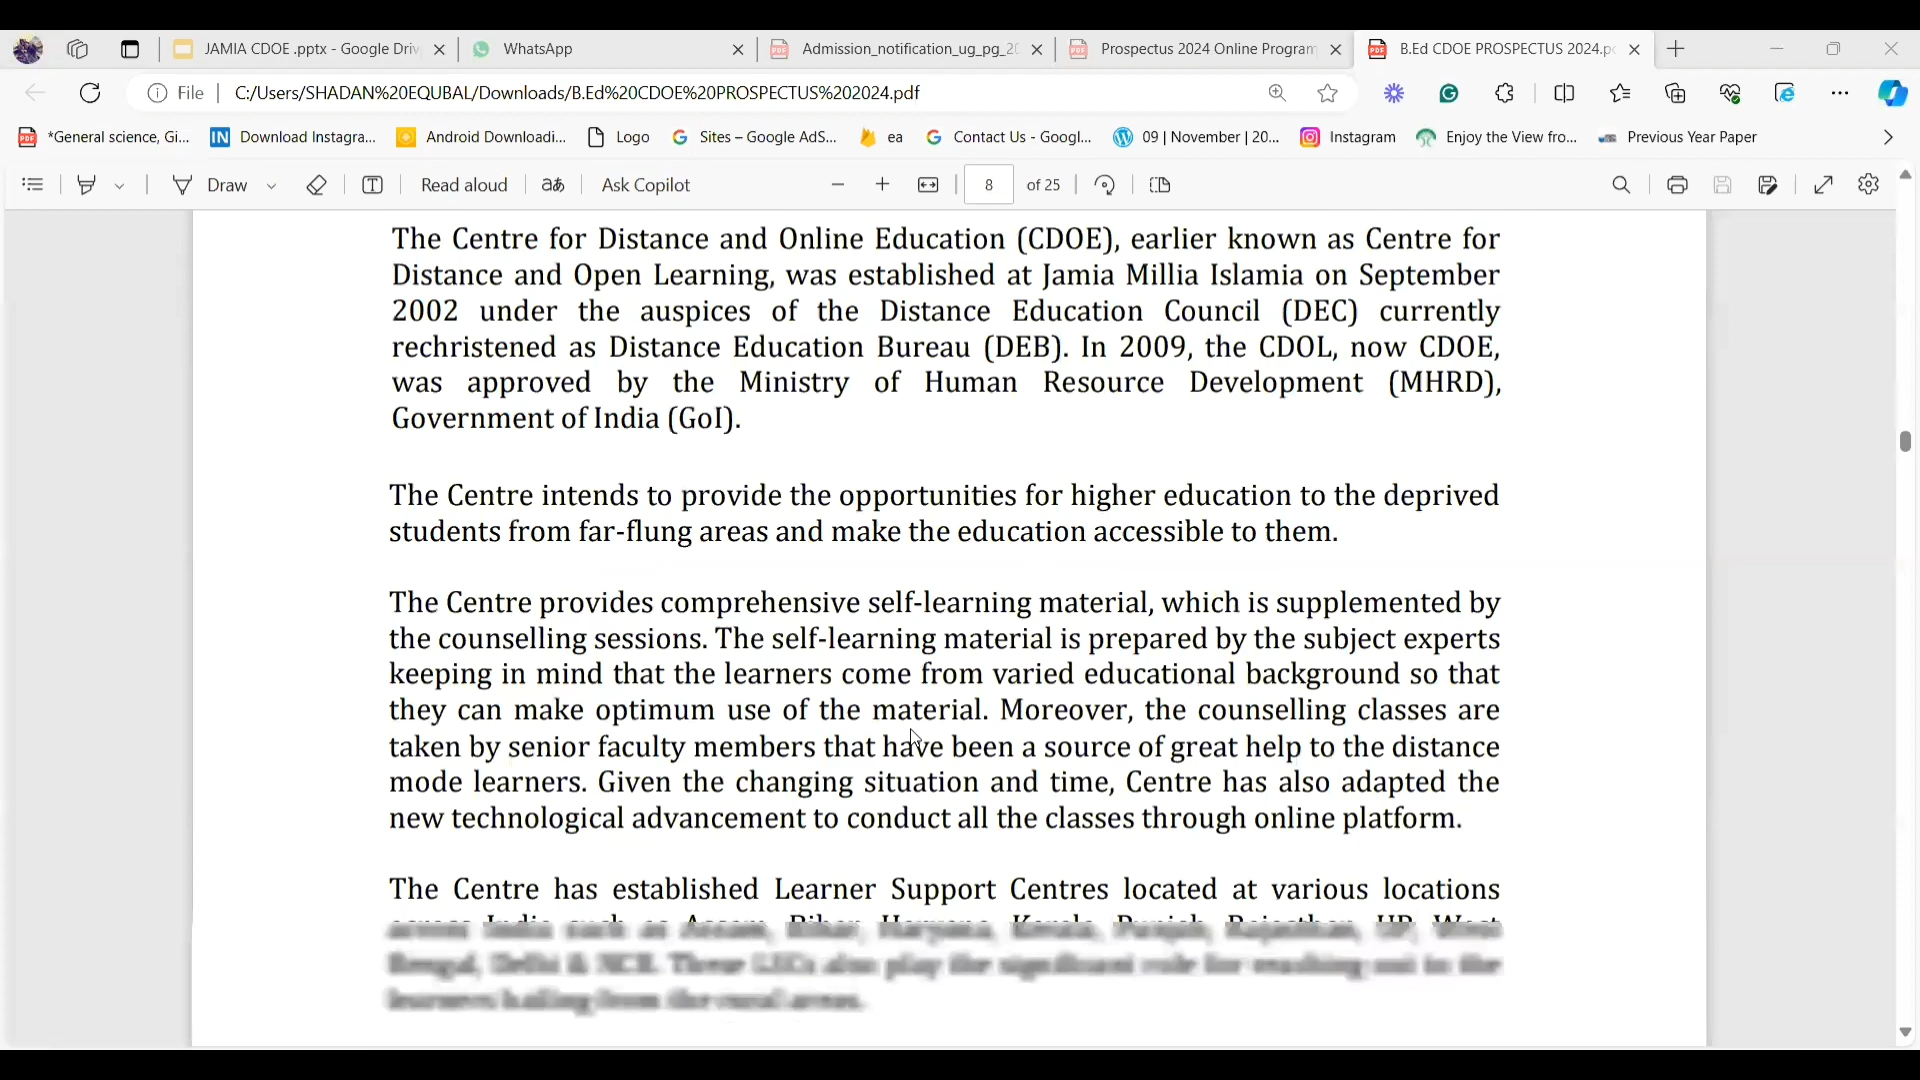 JAMIA CDOE .pptx - Google Driv
WhatsApp
Admission_notification_ug_pg_20
Prospectus 2024 Online Program
B.Ed CDOE PROSPECTUS 2024.p
File
C:/Users/SHADAN%20EQUBAL/Downloads/B.Ed%20CDOE%20PROSPECTUS%202024.pdf
*General science, Gi...
Download Instagra...
Android Downloadi...
Logo
Sites – Google AdS...
ea
Contact Us - Googl...
09 | November | 20...
Instagram
Enjoy the View fro...
Previous Year Paper
Draw
Read aloud
Ask Copilot
8 of 25
The Centre for Distance and Online Education (CDOE), earlier known as Centre for
Distance and Open Learning, was established at Jamia Millia Islamia on September
2002 under the auspices of the Distance Education Council (DEC) currently
rechristened as Distance Education Bureau (DEB). In 2009, the CDOL, now CDOE,
was approved by the Ministry of Human Resource Development (MHRD),
Government of India (GoI).
The Centre intends to provide the opportunities for higher education to the deprived
students from far-flung areas and make the education accessible to them.
The Centre provides comprehensive self-learning material, which is supplemented by
the counselling sessions. The self-learning material is prepared by the subject experts
keeping in mind that the learners come from varied educational background so that
they can make optimum use of the material. Moreover, the counselling classes are
taken by senior faculty members that have been a source of great help to the distance
mode learners. Given the changing situation and time, Centre has also adapted the
new technological advancement to conduct all the classes through online platform.
The Centre has established Learner Support Centres located at various locations